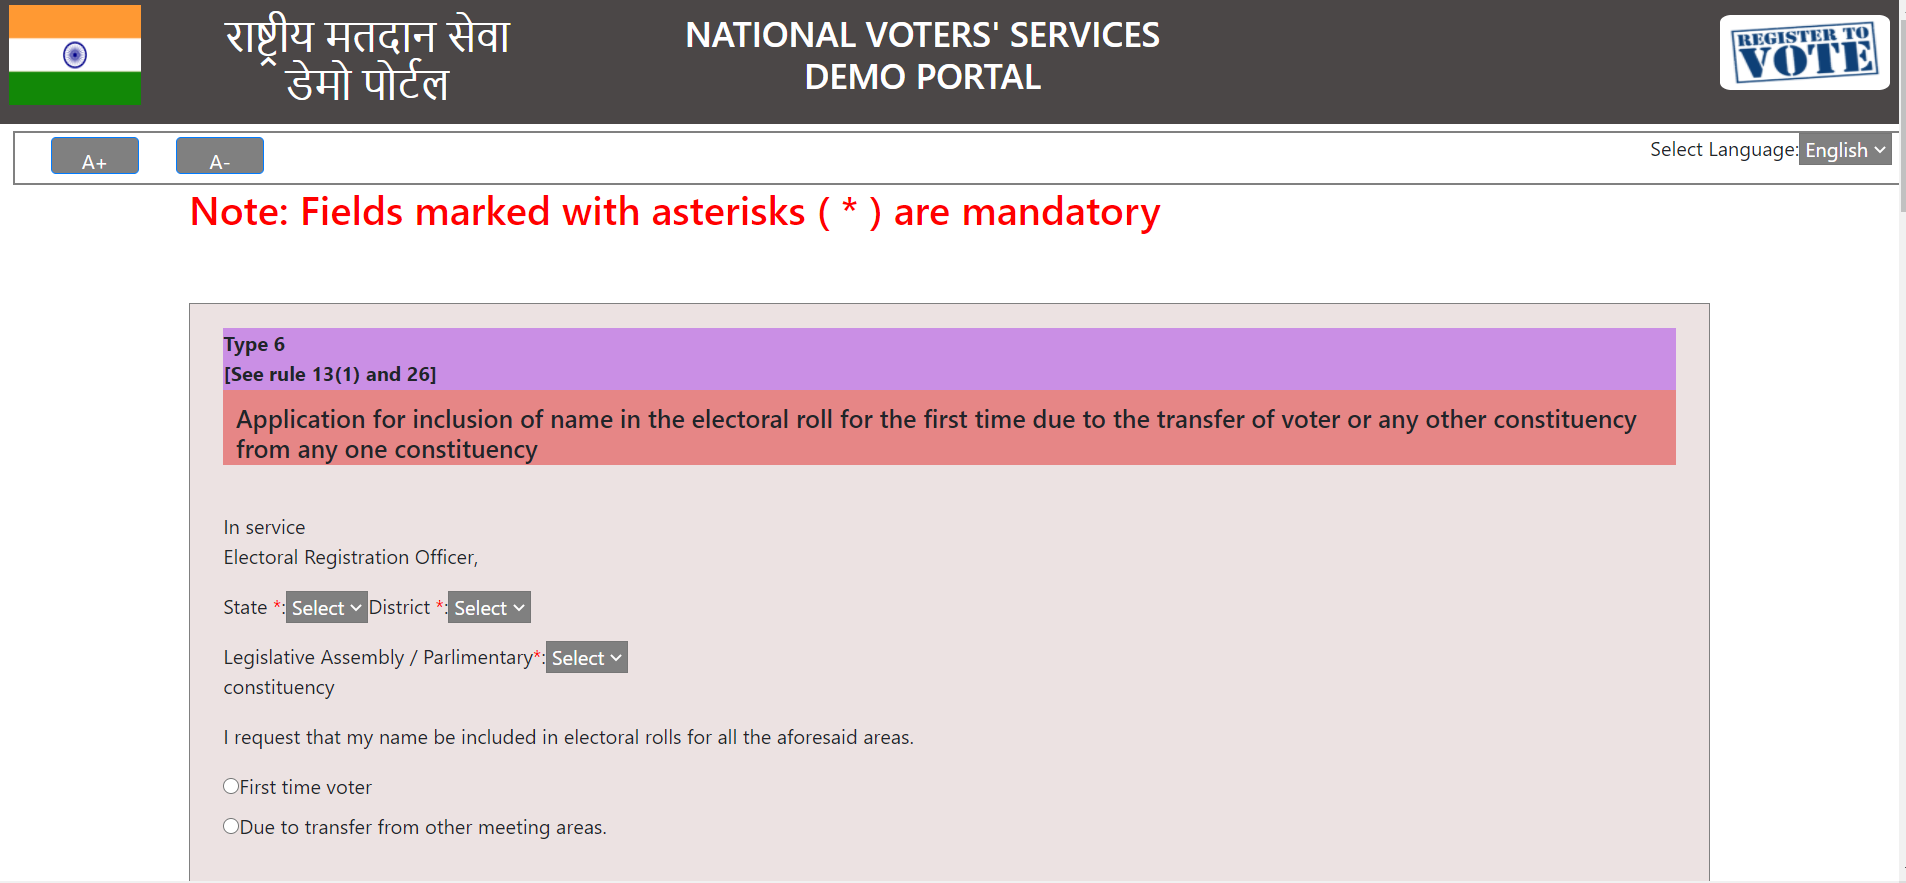 राष्ट्रीय मतदान सेवा
डेमो पोर्टल
NATIONAL VOTERS' SERVICES
DEMO PORTAL
REGISTER TO
VOTE
A+
A-
Select Language: English
Note: Fields marked with asterisks ( * ) are mandatory
Type 6
[See rule 13(1) and 26]
Application for inclusion of name in the electoral roll for the first time due to the transfer of voter or any other constituency
from any one constituency
In service
Electoral Registration Officer,
State *: Select District *: Select
Legislative Assembly / Parlimentary*: Select
constituency
I request that my name be included in electoral rolls for all the aforesaid areas.
First time voter
Due to transfer from other meeting areas.